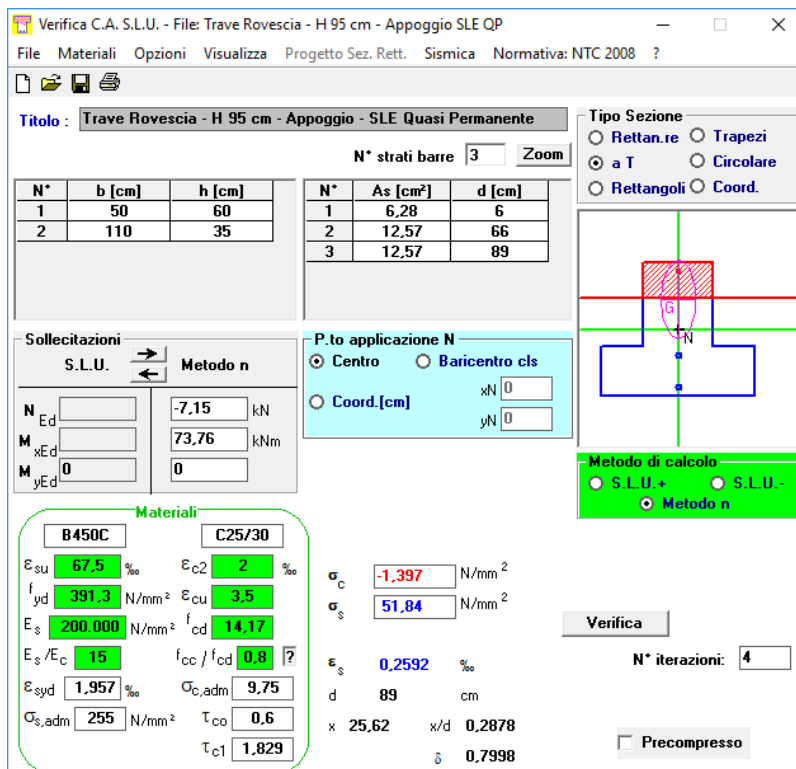 Verifica C.A. S.L.U. - File: Trave Rovescia - H 95 cm - Appoggio SLE QP
File Materiali Opzioni Visualizza Progetto Sez. Rett. Sismica Normativa: NTC 2008 ?
Titolo : Trave Rovescia - H 95 cm - Appoggio - SLE Quasi Permanente
N° strati barre 3 Zoom
N° b [cm] h [cm]
1 50 60
2 110 35
N° As [cm²] d [cm]
1 6,28 6
2 12,57 66
3 12,57 89
Tipo Sezione
Rettan.re Trapezi
a T Circolare
Rettangoli Coord.
G
N
Sollecitazioni
S.L.U. Metodo n
N Ed -7,15 kN
M xEd 73,76 kNm
M yEd 0 0
P.to applicazione N
Centro Baricentro cls
Coord.[cm] xN 0
yN 0
Metodo di calcolo
S.L.U.+ S.L.U.-
Metodo n
Materiali
B450C C25/30
εsu 67,5 ‰ εc2 2 ‰
fyd 391,3 N/mm² εcu 3,5
Es 200.000 N/mm² fcd 14,17
Es/Ec 15 fcc/fcd 0,8 ?
εsyd 1,957 ‰ σc,adm 9,75
σs,adm 255 N/mm² τco 0,6
τc1 1,829
σc -1,397 N/mm²
σs 51,84 N/mm²
εs 0,2592 ‰
d 89 cm
x 25,62 x/d 0,2878
δ 0,7998
Verifica
N° iterazioni: 4
Precompresso